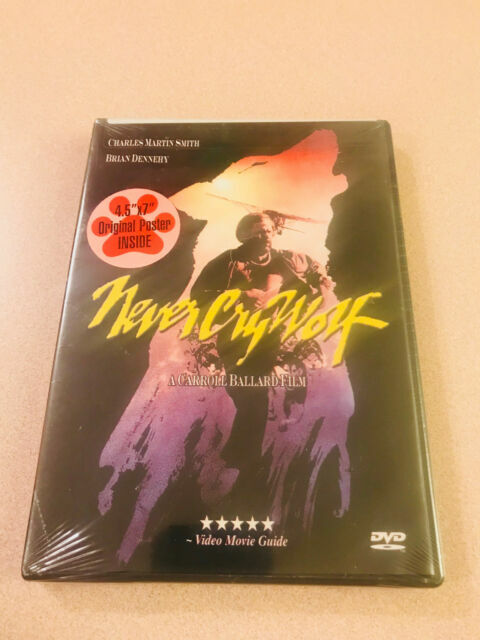 CHARLES MARTIN SMITH
BRIAN DENNEHY
4.5"x7"
Original Poster
INSIDE
Never Cry Wolf
A CARROLL BALLARD FILM
★★★★★
~ Video Movie Guide
DVD